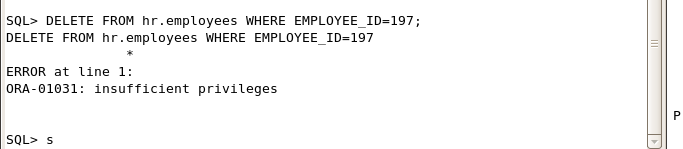 SQL> DELETE FROM hr.employees WHERE EMPLOYEE_ID=197;
DELETE FROM hr.employees WHERE EMPLOYEE_ID=197
*
ERROR at line 1:
ORA-01031: insufficient privileges
P
SQL> s